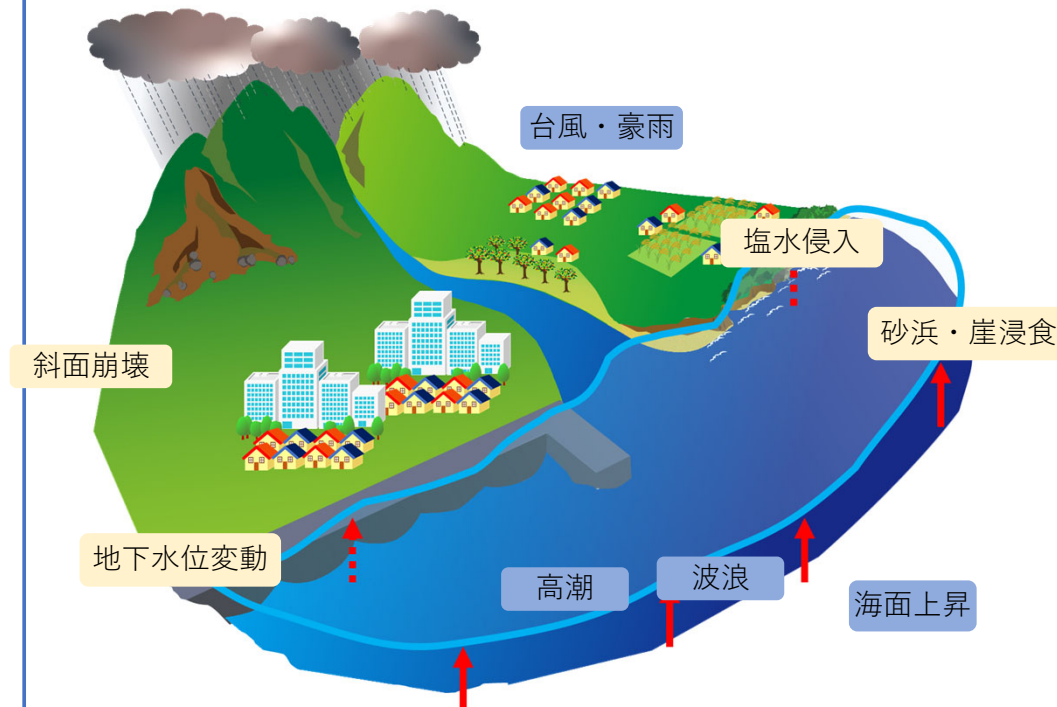 台風・豪雨
塩水侵入
砂浜・崖浸食
斜面崩壊
地下水位変動
高潮
波浪
海面上昇